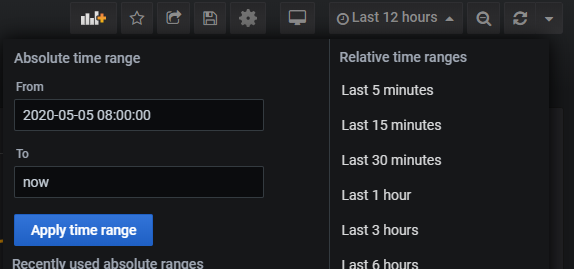 Last 12 hours
Absolute time range
From
2020-05-05 08:00:00
To
now
Apply time range
Recently used absolute ranges
Relative time ranges
Last 5 minutes
Last 15 minutes
Last 30 minutes
Last 1 hour
Last 3 hours
Last 6 hours